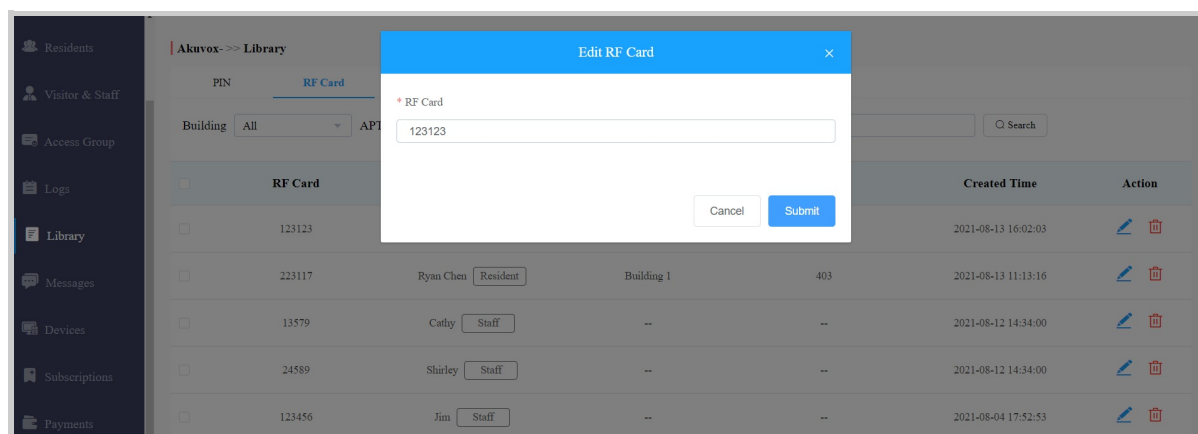 Residents
Visitor & Staff
Access Group
Logs
Library
Messages
Devices
Subscriptions
Payments
Akuvox- >> Library
PIN RF Card
Building All APT
Search
Edit RF Card ×
* RF Card
123123
Cancel Submit
RF Card Created Time Action
123123 2021-08-13 16:02:03
223117 Ryan Chen Resident Building 1 403 2021-08-13 11:13:16
13579 Cathy Staff -- -- 2021-08-12 14:34:00
24589 Shirley Staff -- -- 2021-08-12 14:34:00
123456 Jim Staff -- -- 2021-08-04 17:52:53